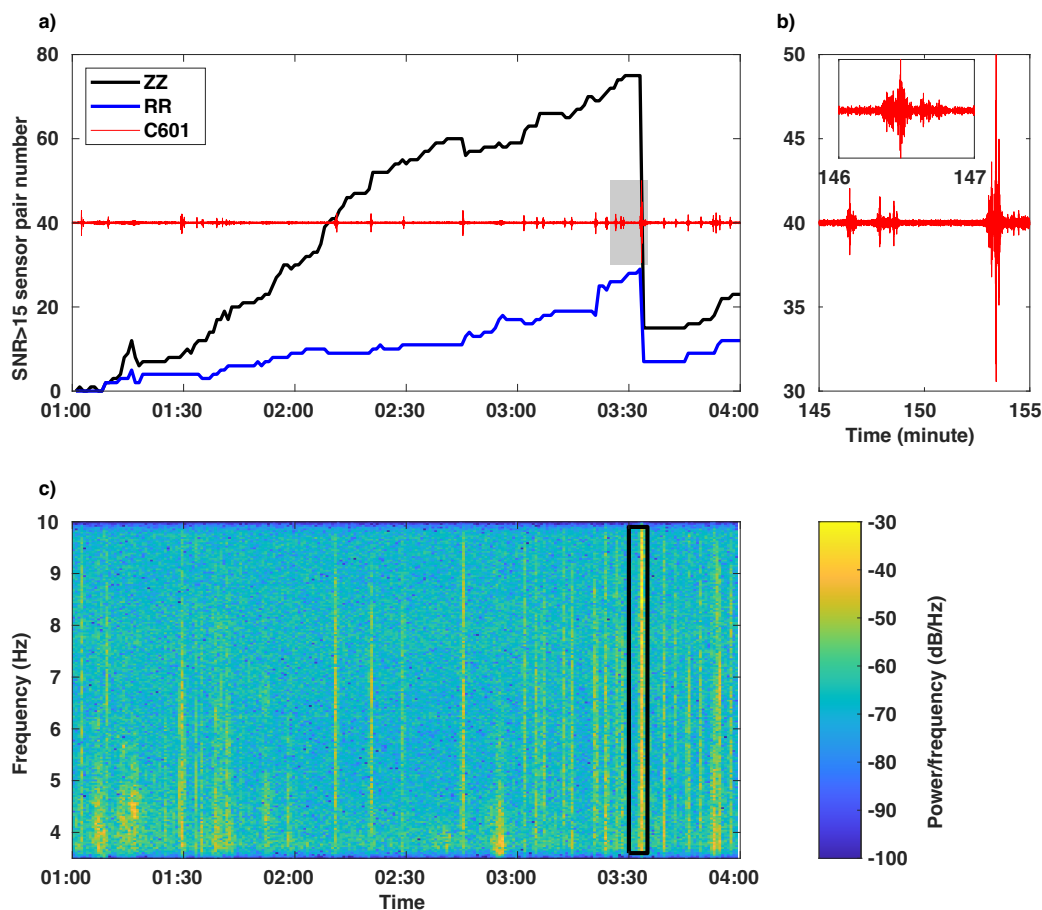 a)
SNR>15 sensor pair number
80
60
40
20
0
ZZ
RR
C601
01:00 01:30 02:00 02:30 03:00 03:30 04:00
b)
50
45
40
35
30
146 147
145 150 155
Time (minute)
c)
Frequency (Hz)
10
9
8
7
6
5
4
01:00 01:30 02:00 02:30 03:00 03:30 04:00
Time
-30
-40
-50
-60
-70
-80
-90
-100
Power/frequency (dB/Hz)